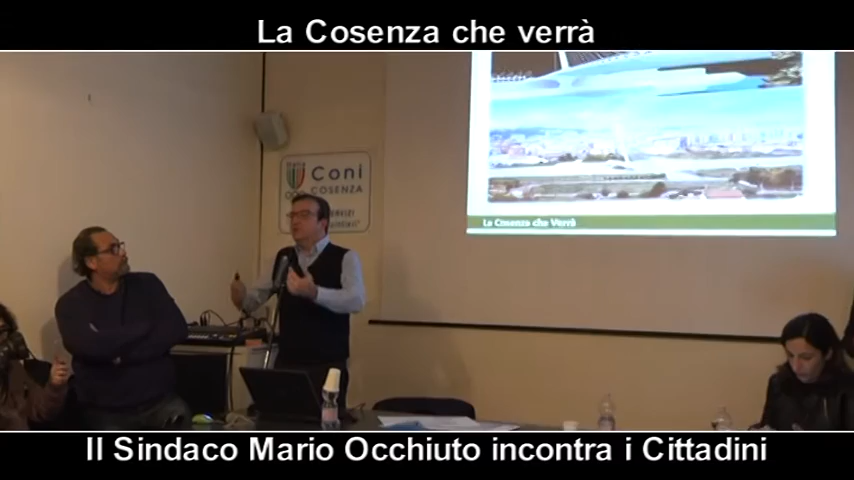 La Cosenza che verrà
Coni
COSENZA
La Cosenza che Verrà
Il Sindaco Mario Occhiuto incontra i Cittadini